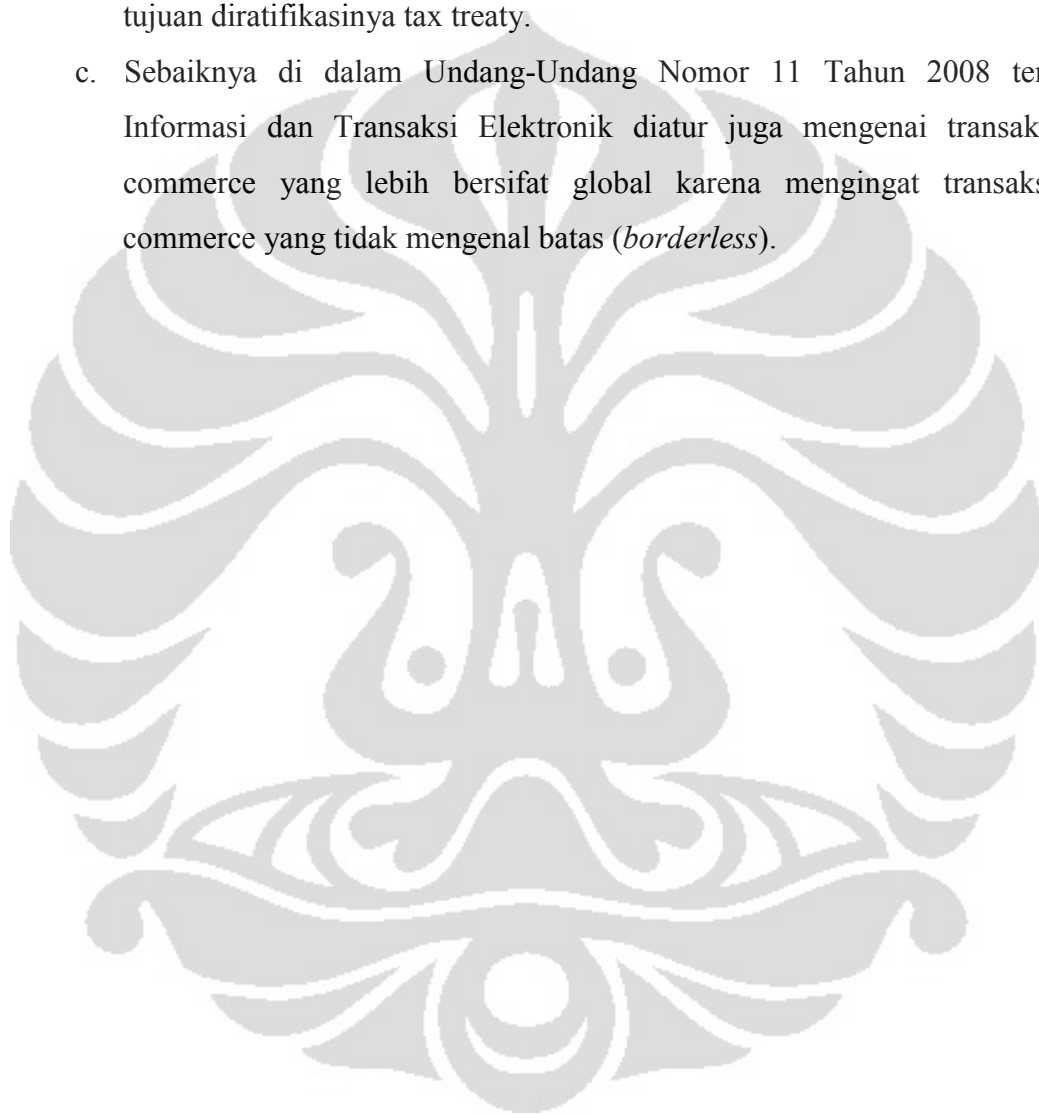 tujuan diratifikasinya tax treaty.
c. Sebaiknya di dalam Undang-Undang Nomor 11 Tahun 2008
Informasi dan Transaksi Elektronik diatur juga mengenai
commerce yang lebih bersifat global karena mengingat
commerce yang tidak mengenal batas (borderless).